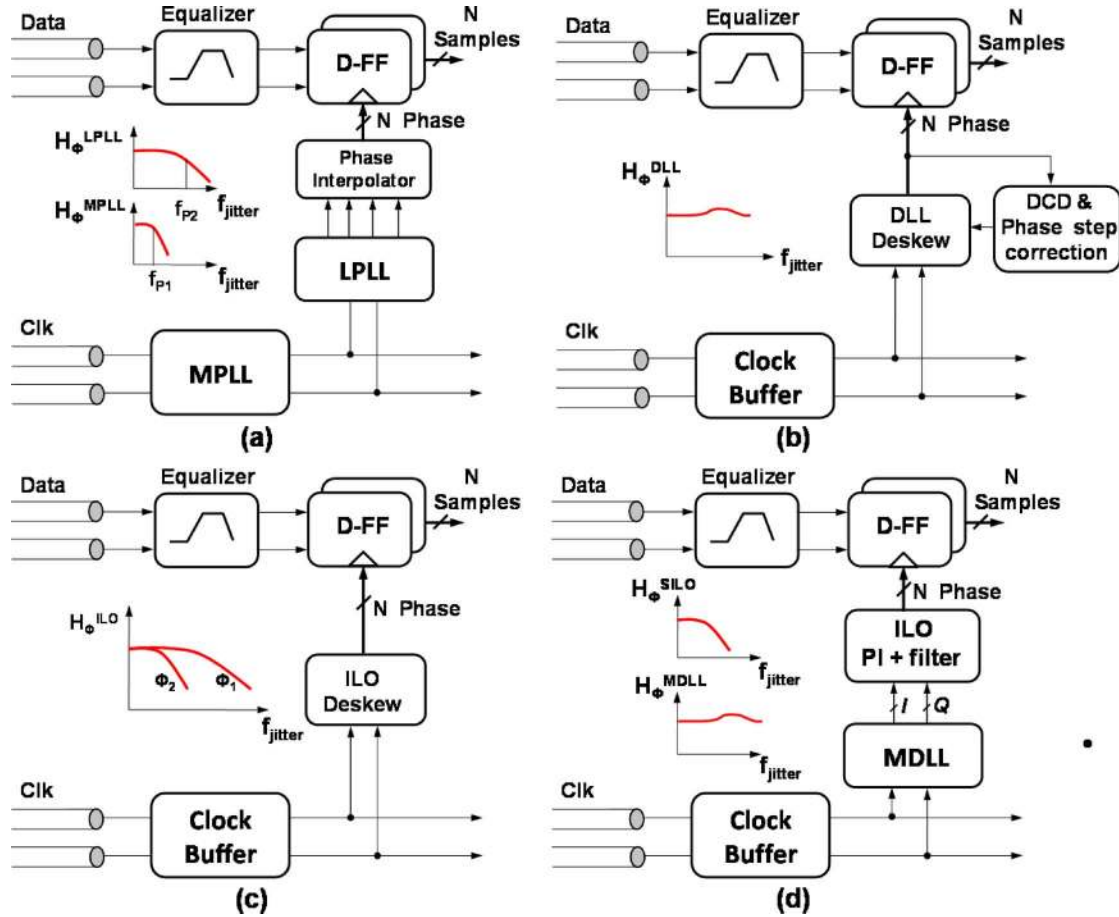 Data
Equalizer
D-FF
N
Samples
N Phase
H_Φ^LPLL
f_P2
f_jitter
H_Φ^MPLL
f_P1
f_jitter
Phase
Interpolator
LPLL
Clk
MPLL
(a)
Data
Equalizer
D-FF
N
Samples
N Phase
H_Φ^DLL
f_jitter
DLL
Deskew
DCD &
Phase step
correction
Clk
Clock
Buffer
(b)
Data
Equalizer
D-FF
N
Samples
N Phase
H_Φ^ILO
Φ_2
Φ_1
f_jitter
ILO
Deskew
Clk
Clock
Buffer
(c)
Data
Equalizer
D-FF
N
Samples
N Phase
H_Φ^SILO
f_jitter
H_Φ^MDLL
f_jitter
ILO
PI + filter
I
Q
MDLL
Clk
Clock
Buffer
(d)